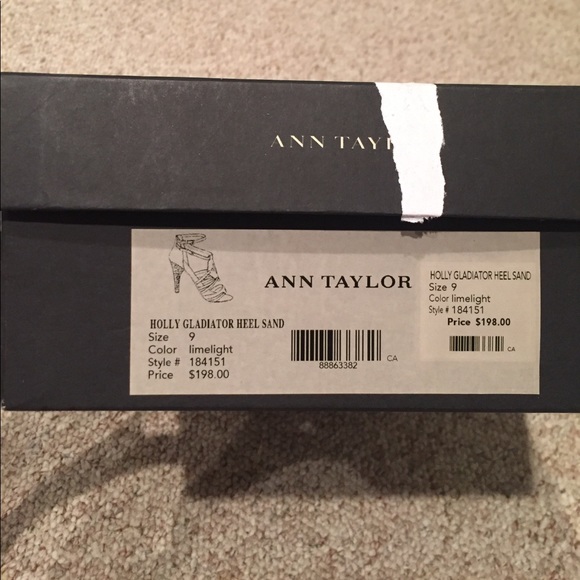 ANN TAY
ANN TAYLOR
HOLLY GLADIATOR HEEL SAND
Size 9
Color limelight
Style # 184151
Price $198.00
88863382
CA
HOLLY GLADIATOR HEEL SAND
Size 9
Color limelight
Style # 184151
Price $198.00
CA